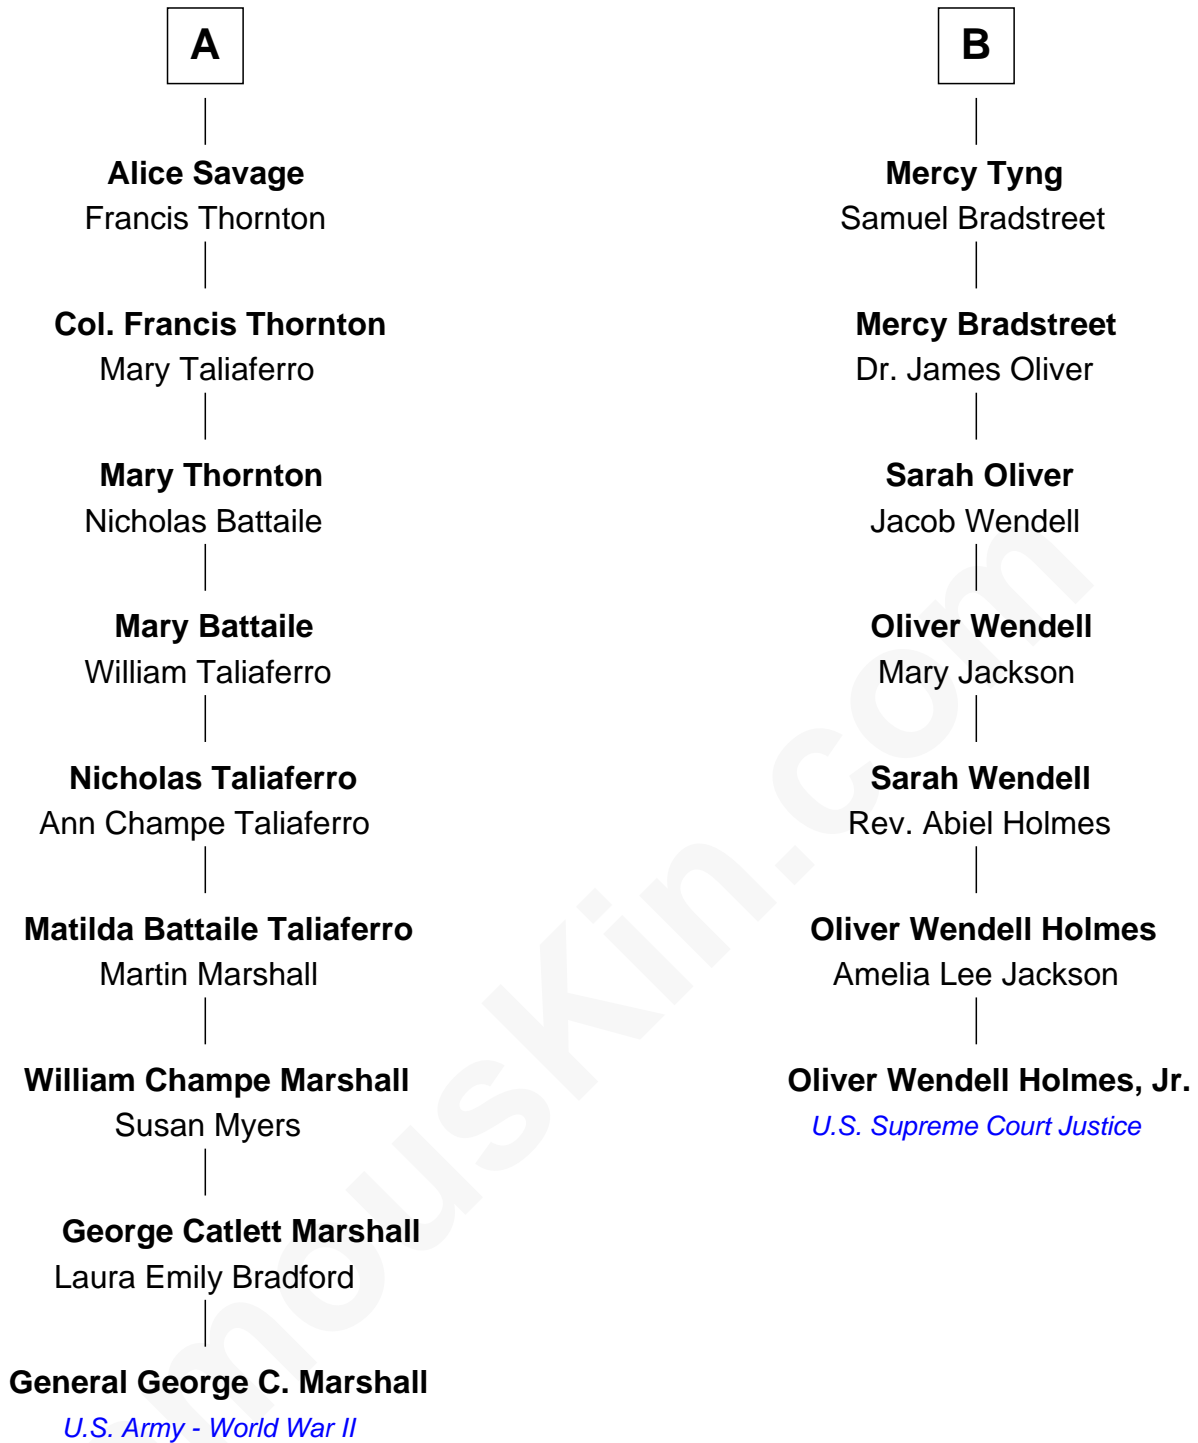 A
Alice Savage
Francis Thornton
Col. Francis Thornton
Mary Taliaferro
Mary Thornton
Nicholas Battaile
Mary Battaile
William Taliaferro
Nicholas Taliaferro
Ann Champe Taliaferro
Matilda Battaile Taliaferro
Martin Marshall
William Champe Marshall
Susan Myers
George Catlett Marshall
Laura Emily Bradford
General George C. Marshall
U.S. Army - World War II
B
Mercy Tyng
Samuel Bradstreet
Mercy Bradstreet
Dr. James Oliver
Sarah Oliver
Jacob Wendell
Oliver Wendell
Mary Jackson
Sarah Wendell
Rev. Abiel Holmes
Oliver Wendell Holmes
Amelia Lee Jackson
Oliver Wendell Holmes, Jr.
U.S. Supreme Court Justice
mousKin.com